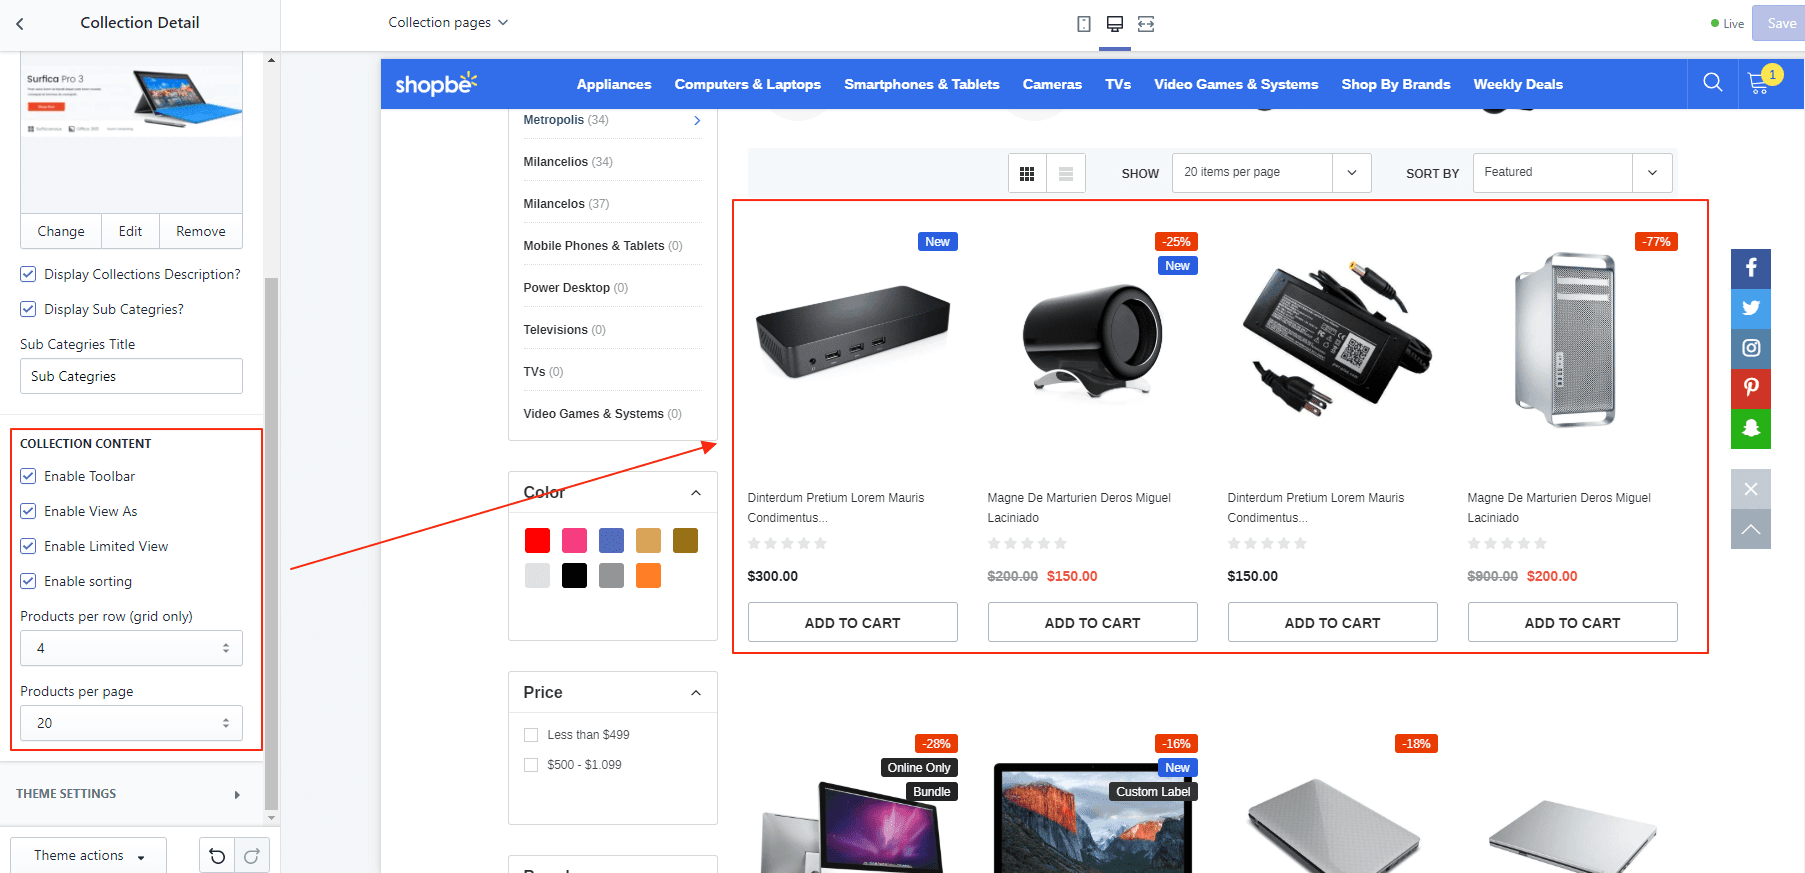 Collection Detail
Collection pages
Live
Save
Surfica Pro 3
Change
Edit
Remove
Display Collections Description?
Display Sub Categries?
Sub Categries Title
Sub Categries
COLLECTION CONTENT
Enable Toolbar
Enable View As
Enable Limited View
Enable sorting
Products per row (grid only)
4
Products per page
20
THEME SETTINGS
Theme actions
shopbe
Appliances
Computers & Laptops
Smartphones & Tablets
Cameras
TVs
Video Games & Systems
Shop By Brands
Weekly Deals
1
Metropolis (34)
Milancelios (34)
Milancelos (37)
Mobile Phones & Tablets (0)
Power Desktop (0)
Televisions (0)
TVs (0)
Video Games & Systems (0)
Color
Price
Less than $499
$500 - $1.099
SHOW
20 items per page
SORT BY
Featured
New
Dinterdum Pretium Lorem Mauris
Condimentus...
$300.00
ADD TO CART
-25%
New
Magne De Marturien Deros Miguel
Laciniado
$200.00 $150.00
ADD TO CART
Dinterdum Pretium Lorem Mauris
Condimentus...
$150.00
ADD TO CART
-77%
Magne De Marturien Deros Miguel
Laciniado
$900.00 $200.00
ADD TO CART
-28%
Online Only
Bundle
-16%
New
Custom Label
-18%